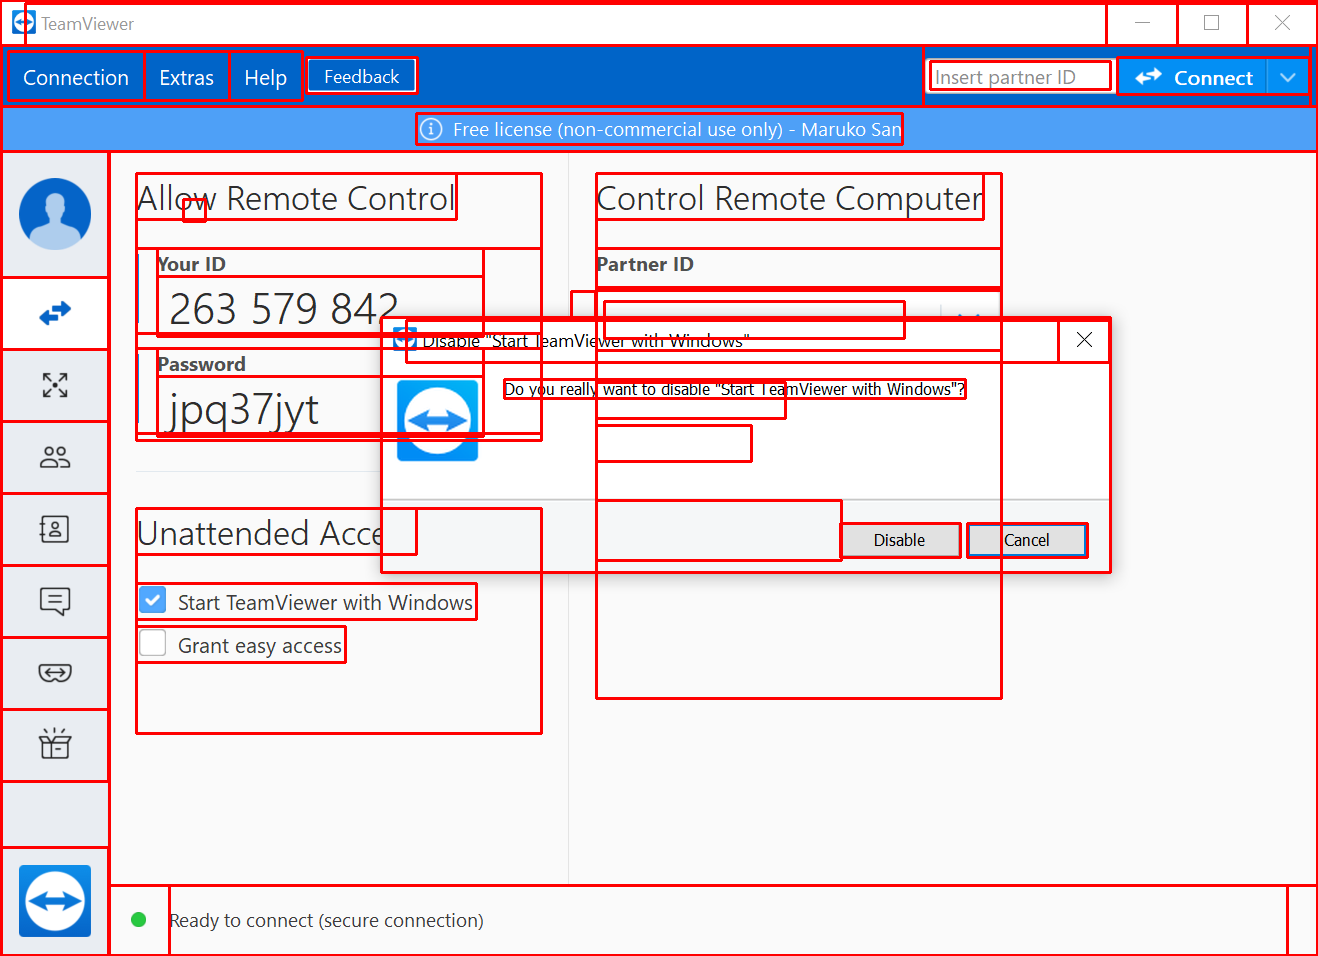 TeamViewer
Connection Extras Help Feedback
Insert partner ID
Connect
Free license (non-commercial use only) - Maruko San
Allow Remote Control
Your ID
263 579 842
Password
jpq37jyt
Control Remote Computer
Partner ID
Disable "Start TeamViewer with Windows"
Do you really want to disable "Start TeamViewer with Windows"?
Disable
Cancel
Unattended Acce
Start TeamViewer with Windows
Grant easy access
Ready to connect (secure connection)